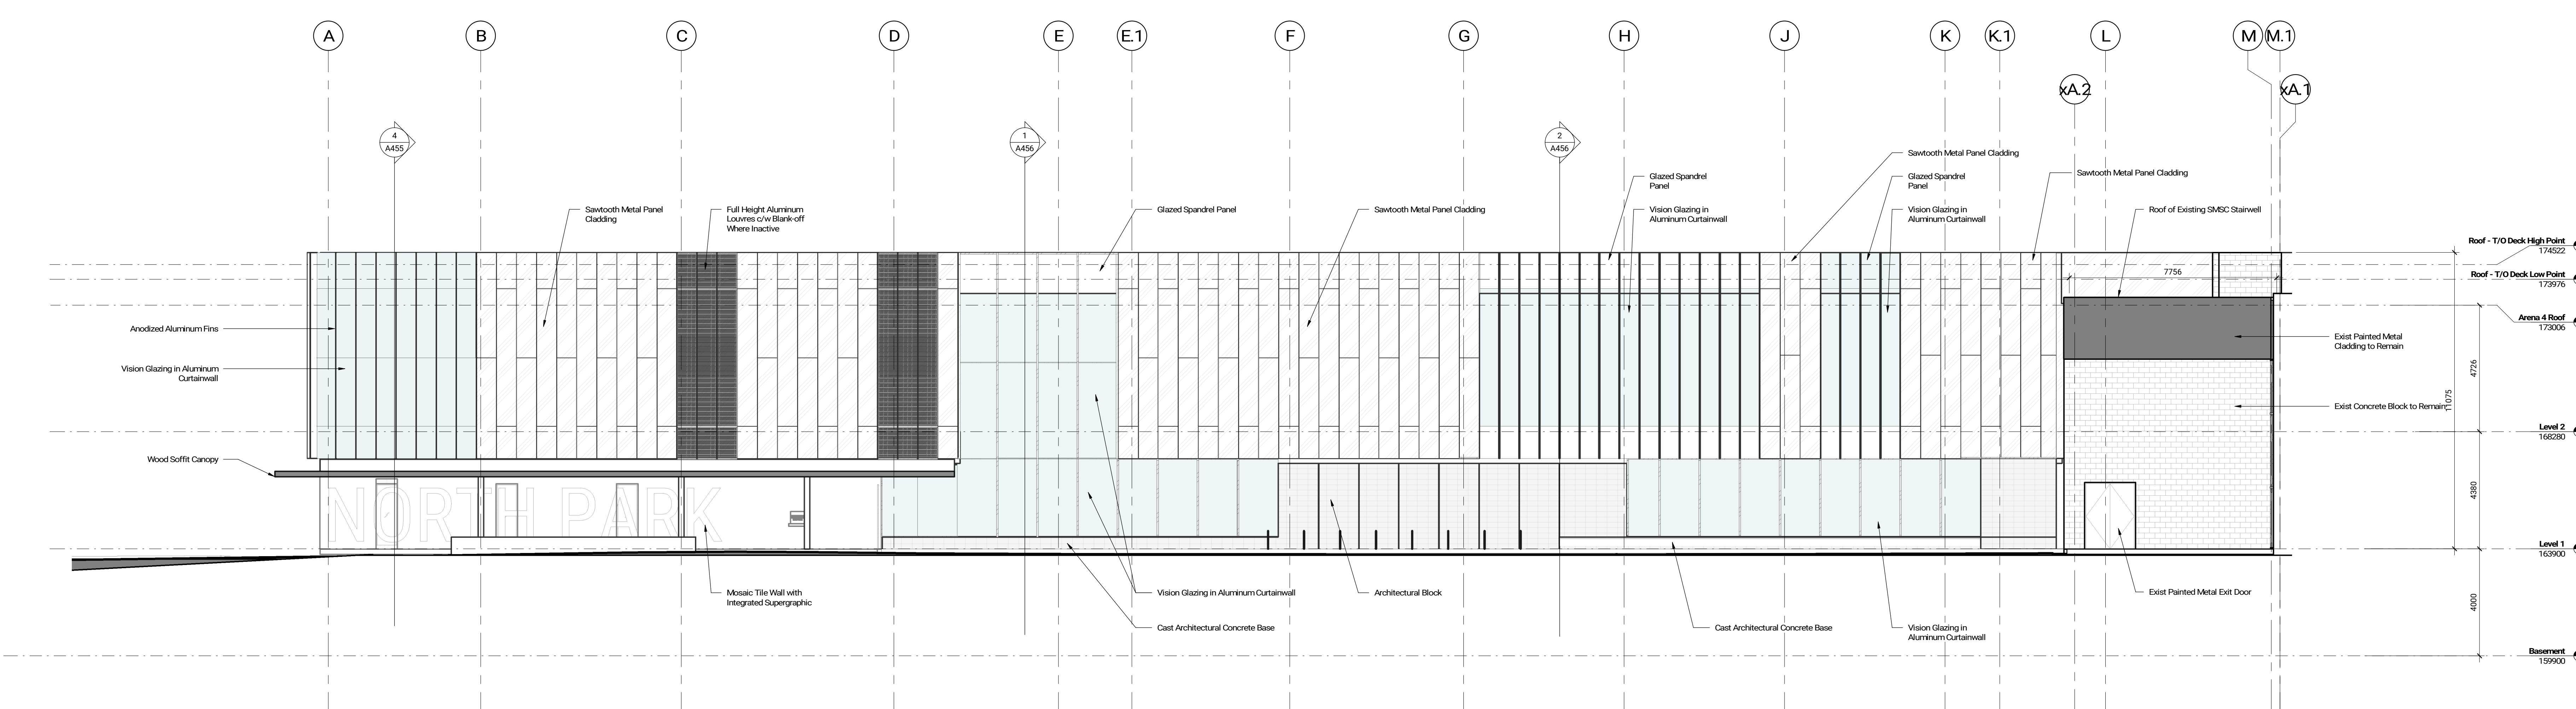 A B C D E E.1 F G H J K K.1 L M M.1
xA.2 xA.1
4
A455
1
A456
2
A456
Sawtooth Metal Panel Cladding
Glazed Spandrel
Panel
Glazed Spandrel
Panel
Sawtooth Metal Panel Cladding
Sawtooth Metal Panel
Cladding
Full Height Aluminum
Louvres c/w Blank-off
Where Inactive
Glazed Spandrel Panel
Sawtooth Metal Panel Cladding
Vision Glazing in
Aluminum Curtainwall
Vision Glazing in
Aluminum Curtainwall
Roof of Existing SMSC Stairwell
Roof - T/O Deck High Point
174522
7756
Roof - T/O Deck Low Point
173976
Arena 4 Roof
173006
Anodized Aluminum Fins
Exist Painted Metal
Cladding to Remain
Vision Glazing in Aluminum
Curtainwall
4726
11075
Exist Concrete Block to Remain
Level 2
168280
Wood Soffit Canopy
4380
NORTH PARK
Level 1
163900
Mosaic Tile Wall with
Integrated Supergraphic
Vision Glazing in Aluminum Curtainwall
Architectural Block
Exist Painted Metal Exit Door
4000
Cast Architectural Concrete Base
Cast Architectural Concrete Base
Vision Glazing in
Aluminum Curtainwall
Basement
159900